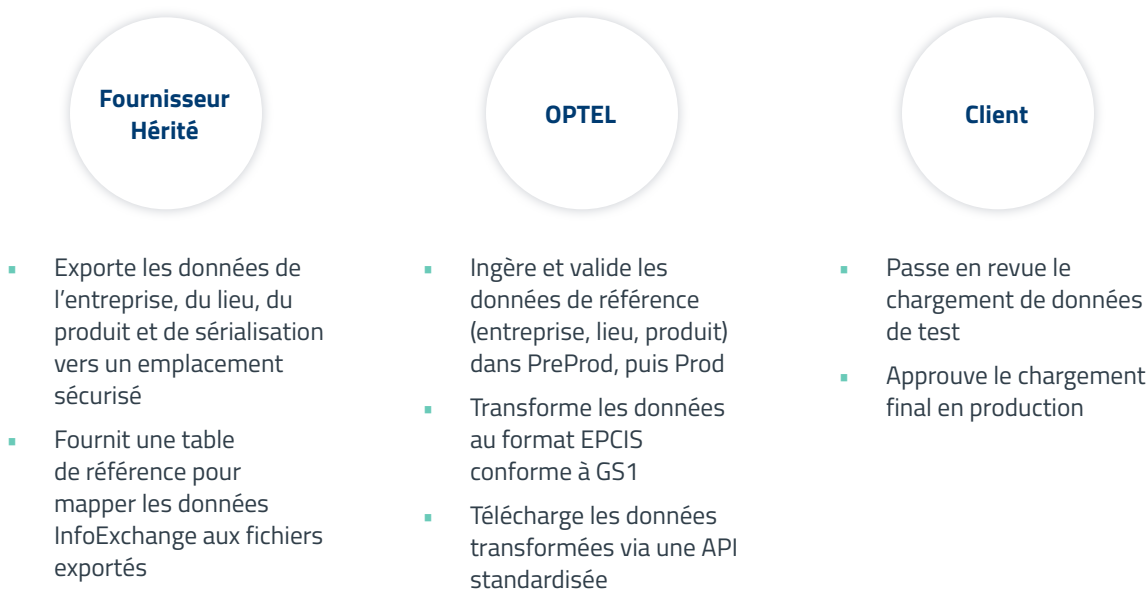 Fournisseur
Hérité
Exporte les données de
l’entreprise, du lieu, du
produit et de sérialisation
vers un emplacement
sécurisé
Fournit une table
de référence pour
mapper les données
InfoExchange aux fichiers
exportés
OPTEL
Ingère et valide les
données de référence
(entreprise, lieu, produit)
dans PreProd, puis Prod
Transforme les données
au format EPCIS
conforme à GS1
Télécharge les données
transformées via une API
standardisée
Client
Passe en revue le
chargement de données
de test
Approuve le chargement
final en production